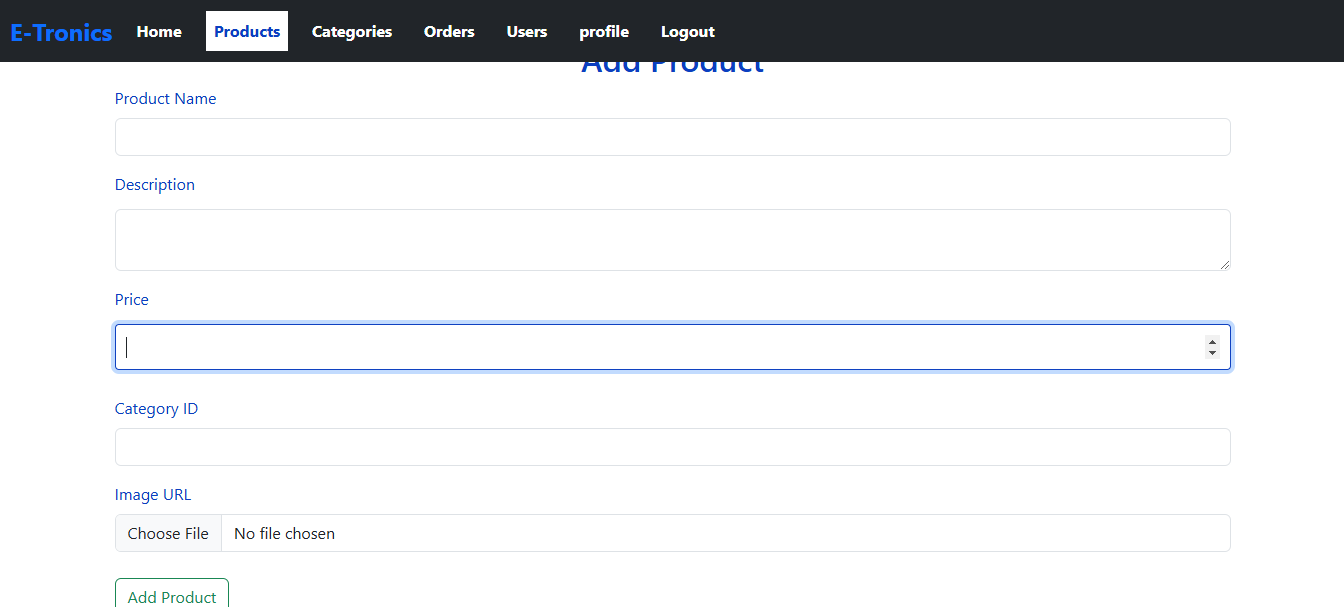 E-Tronics Home Products Categories Orders Users profile Logout
Add Product
Product Name
Description
Price
Category ID
Image URL
Choose File No file chosen
Add Product